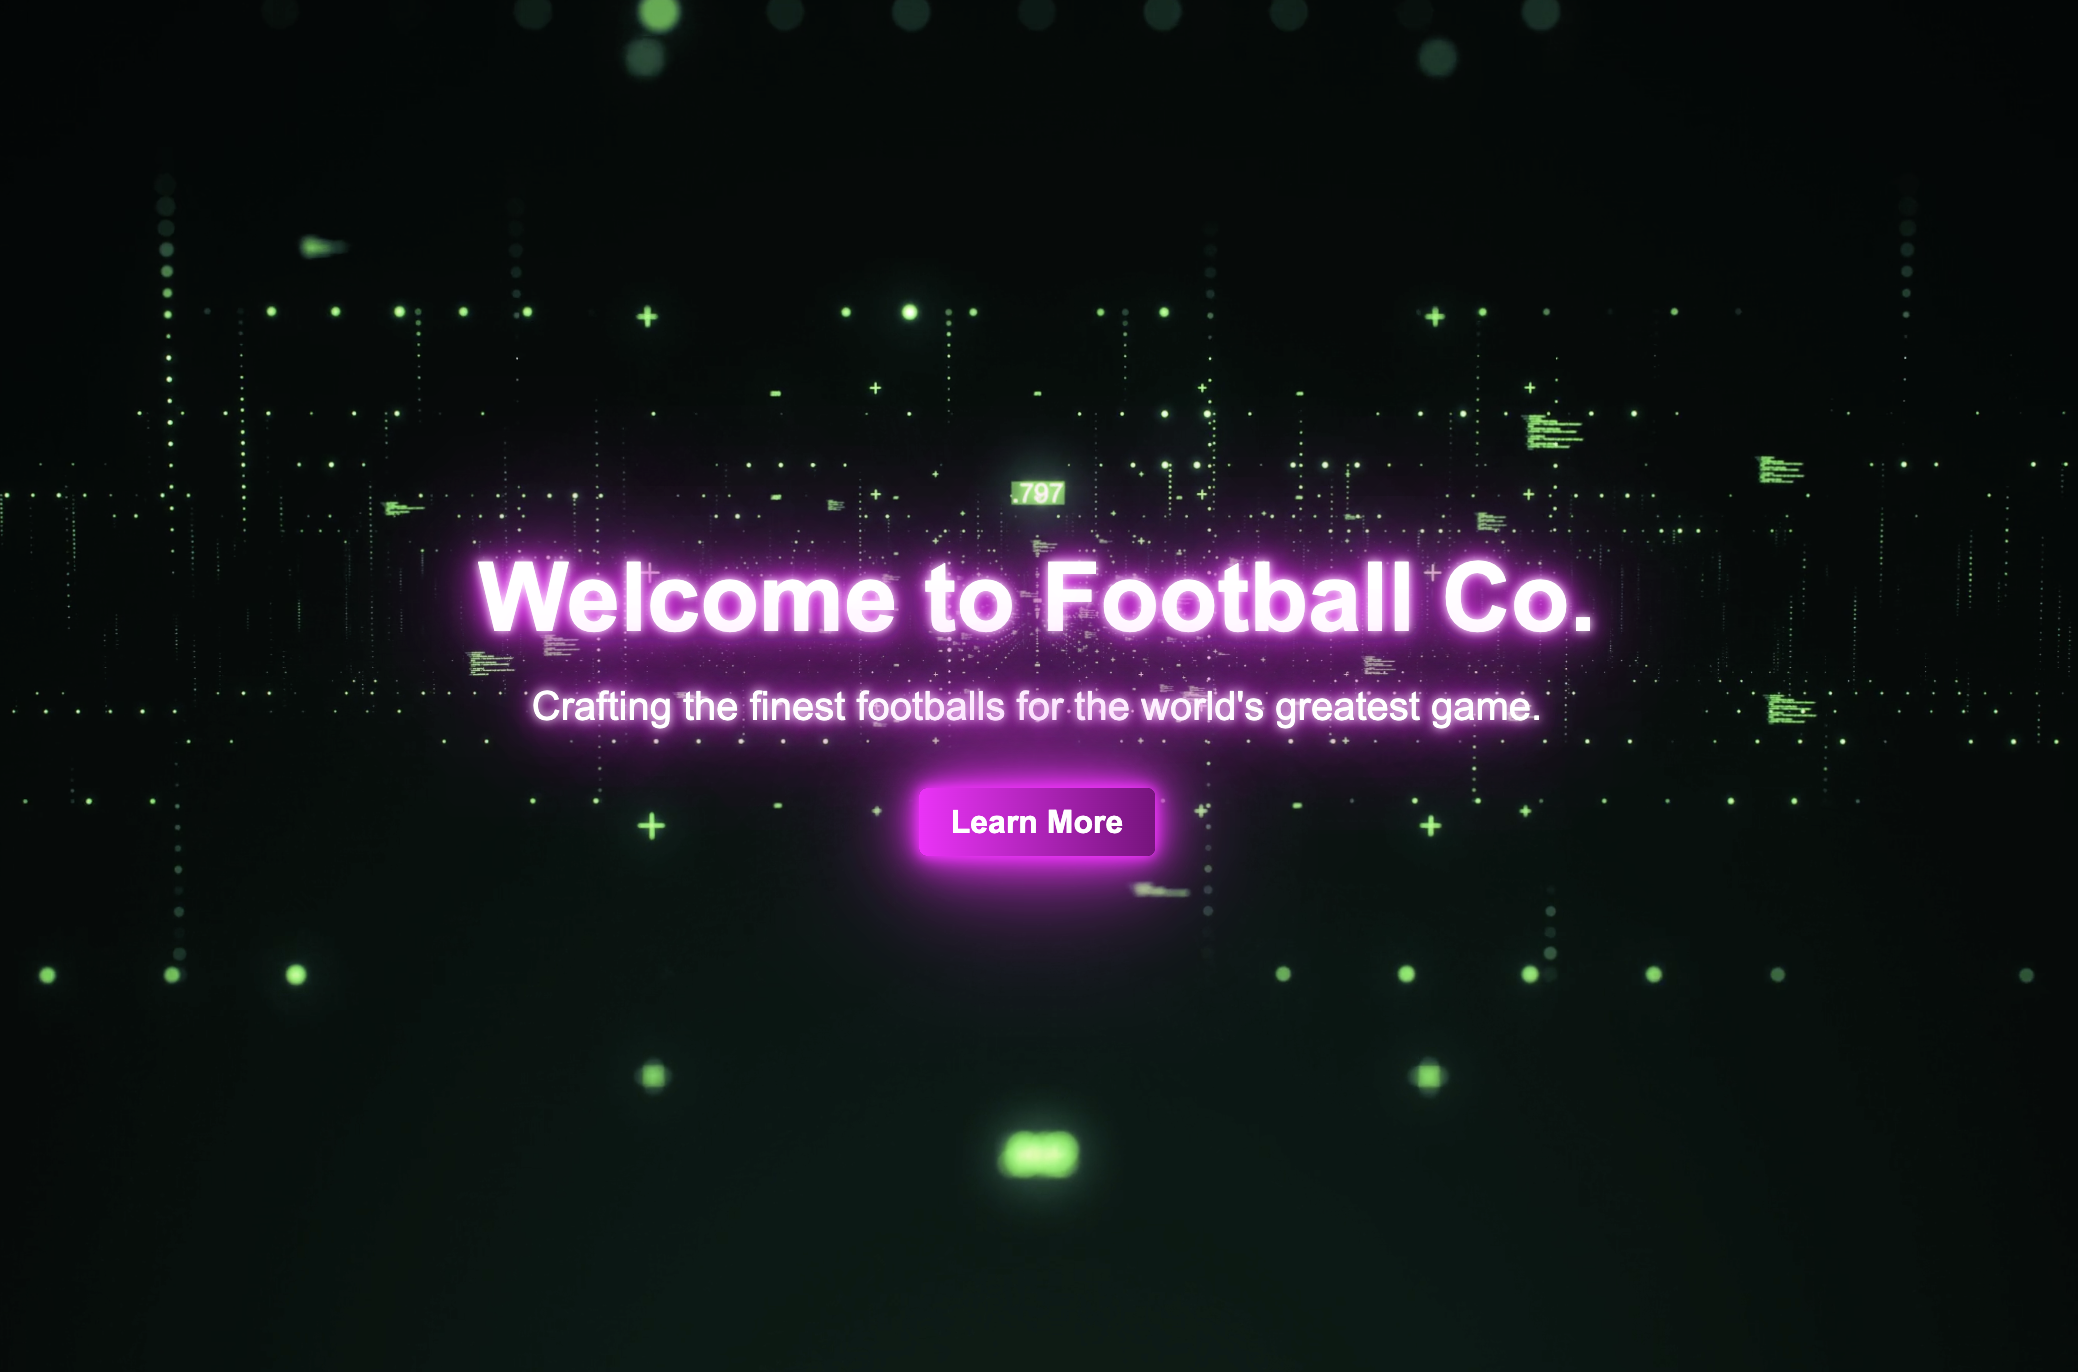 .797
Welcome to Football Co.
Crafting the finest footballs for the world's greatest game.
Learn More